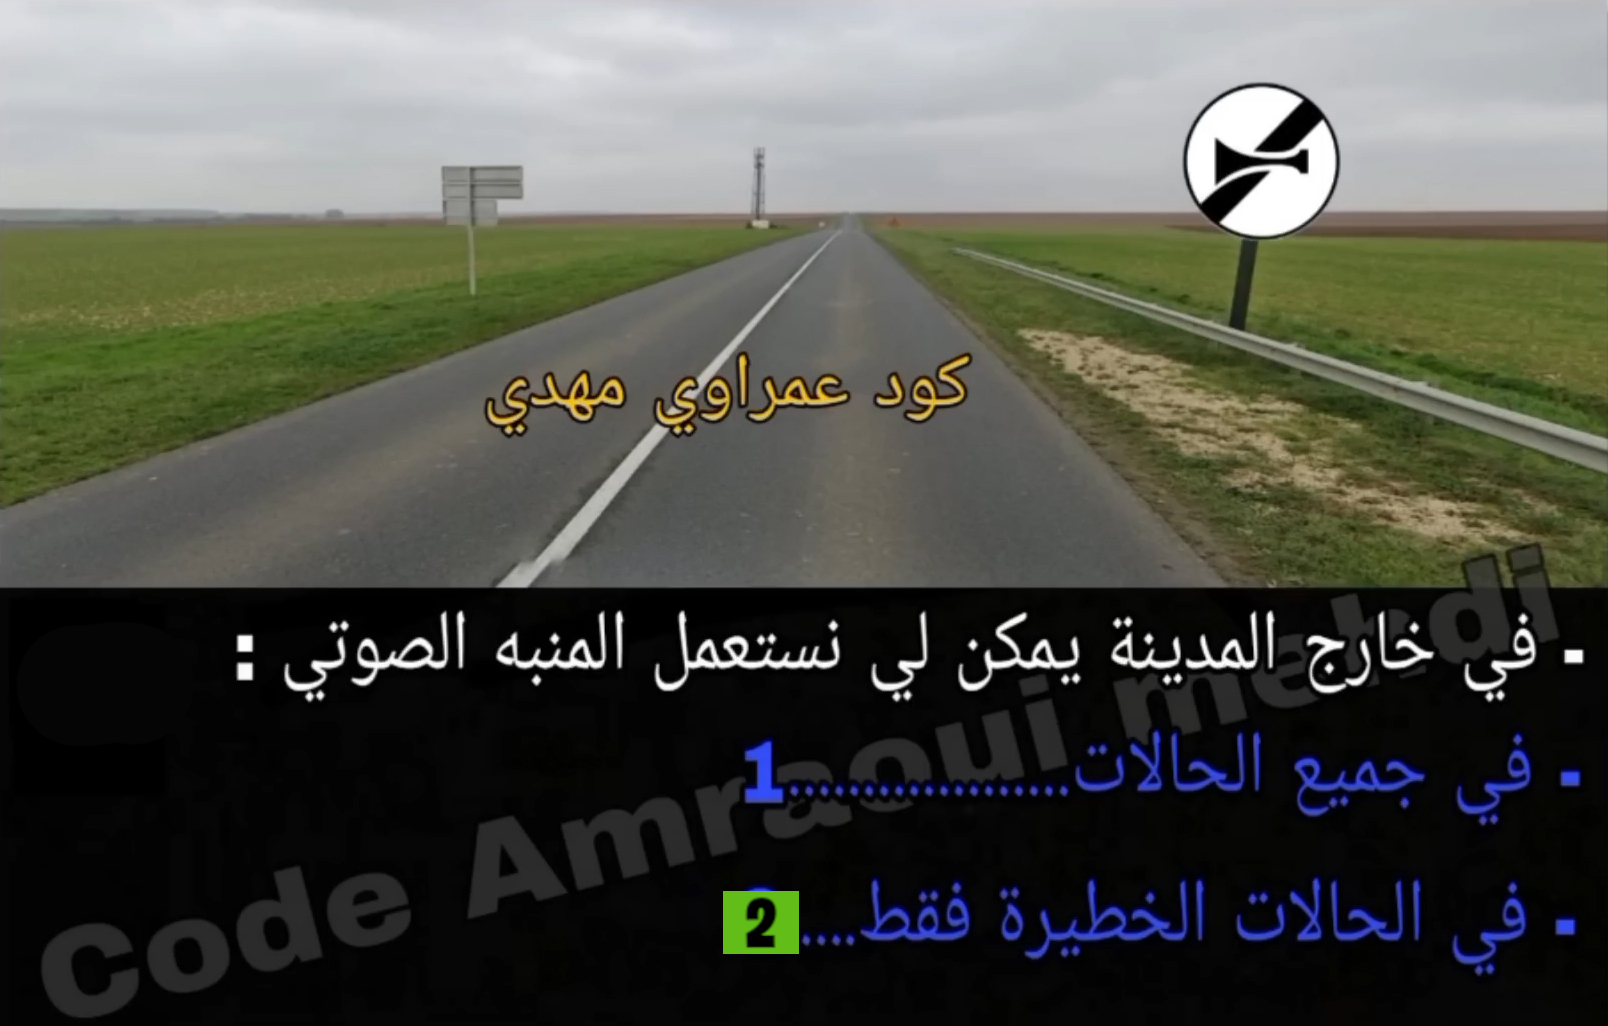 كود عمراوي مهدي
- في خارج المدينة يمكن لي نستعمل المنبه الصوتي :
- في جميع الحالات...................1
- في الحالات الخطيرة فقط....2
Code Amraoui mehdi